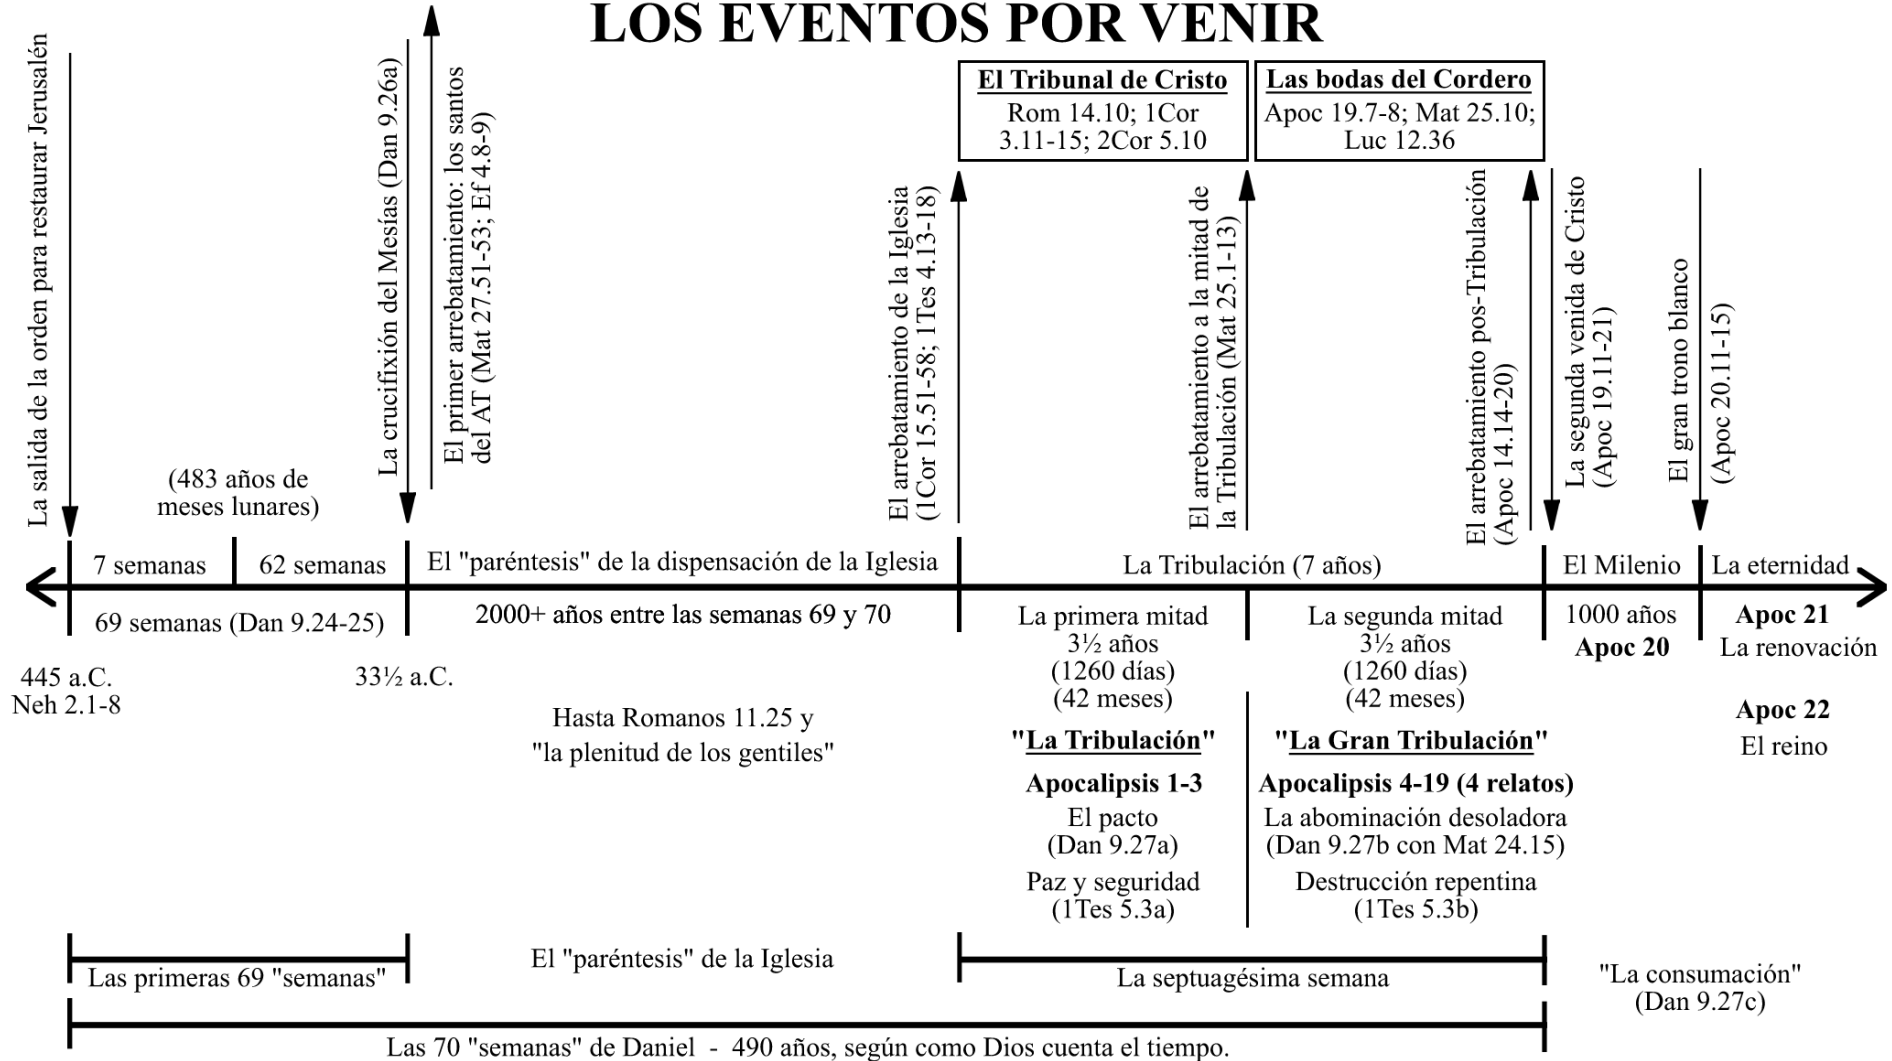 LOS EVENTOS POR VENIR
La salida de la orden para restaurar Jerusalén
(483 años de
meses lunares)
La crucifixión del Mesías (Dan 9.26a)
El primer arrebatamiento: los santos
del AT (Mat 27.51-53; Ef 4.8-9)
El arrebatamiento de la Iglesia
(1Cor 15.51-58; 1Tes 4.13-18)
El Tribunal de Cristo
Rom 14.10; 1Cor
3.11-15; 2Cor 5.10
Las bodas del Cordero
Apoc 19.7-8; Mat 25.10;
Luc 12.36
El arrebatamiento a la mitad de
la Tribulación (Mat 25.1-13)
El arrebatamiento pos-Tribulación
(Apoc 14.14-20)
La segunda venida de Cristo
(Apoc 19.11-21)
El gran trono blanco
(Apoc 20.11-15)
7 semanas
62 semanas
El "paréntesis" de la dispensación de la Iglesia
La Tribulación (7 años)
El Milenio
La eternidad
69 semanas (Dan 9.24-25)
2000+ años entre las semanas 69 y 70
445 a.C.
Neh 2.1-8
33½ a.C.
Hasta Romanos 11.25 y
"la plenitud de los gentiles"
La primera mitad
3½ años
(1260 días)
(42 meses)
"La Tribulación"
Apocalipsis 1-3
El pacto
(Dan 9.27a)
Paz y seguridad
(1Tes 5.3a)
La segunda mitad
3½ años
(1260 días)
(42 meses)
"La Gran Tribulación"
Apocalipsis 4-19 (4 relatos)
La abominación desoladora
(Dan 9.27b con Mat 24.15)
Destrucción repentina
(1Tes 5.3b)
1000 años
Apoc 20
Apoc 21
La renovación
Apoc 22
El reino
Las primeras 69 "semanas"
El "paréntesis" de la Iglesia
La septuagésima semana
"La consumación"
(Dan 9.27c)
Las 70 "semanas" de Daniel - 490 años, según como Dios cuenta el tiempo.